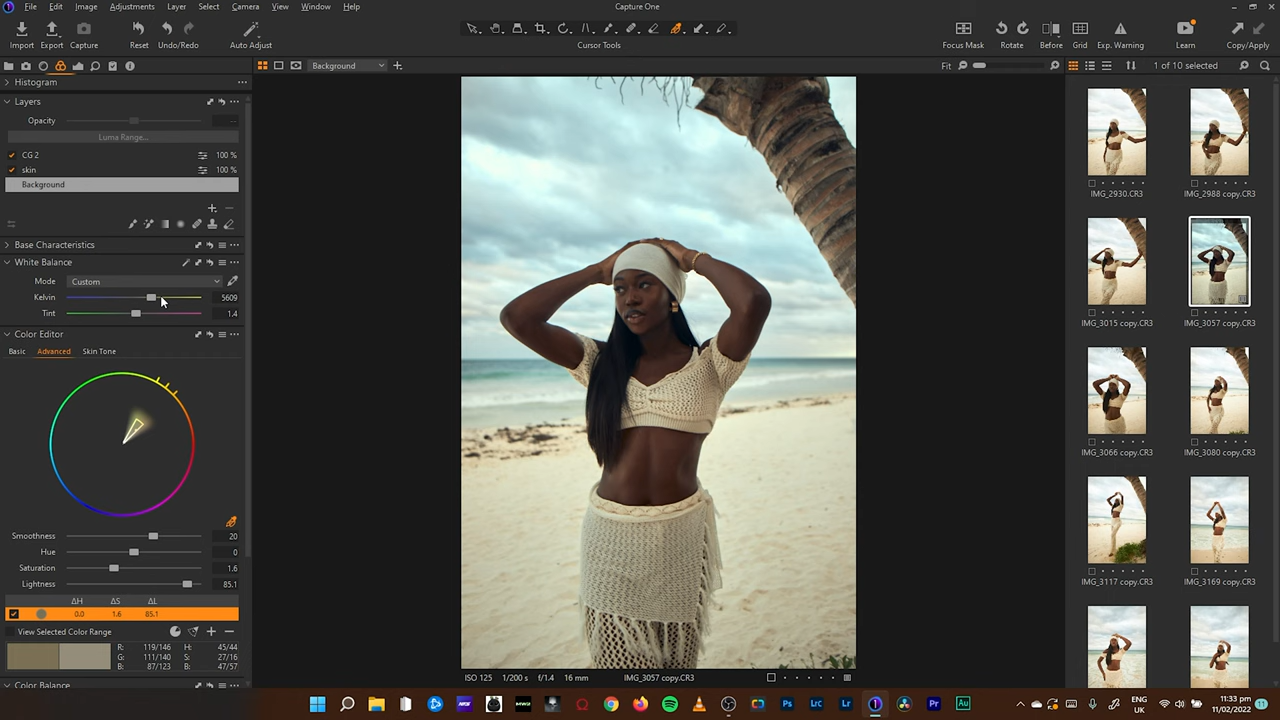 File Edit Image Adjustments Layer Select Camera View Window Help
Capture One
Import Export Capture Reset Undo/Redo Auto Adjust Cursor Tools Focus Mask Rotate Before Grid Exp. Warning Learn Copy/Apply
Background
Fit
1 of 10 selected
Histogram
Layers
Opacity
Luma Range...
CG 2 100 %
skin 100 %
Background
Base Characteristics
White Balance
Mode Custom
Kelvin 5609
Tint 1.4
Color Editor
Basic Advanced Skin Tone
Smoothness 20
Hue 0
Saturation 1.6
Lightness 85.1
ΔH ΔS ΔL
0.0 1.6 85.1
View Selected Color Range
R: 119/146 H: 45/44
G: 111/140 S: 27/16
B: 87/123 B: 47/57
Color Balance
ISO 125 1/200 s f/1.4 16 mm IMG_3057 copy.CR3
IMG_2930.CR3 IMG_2988 copy.CR3
IMG_3015 copy.CR3 IMG_3057 copy.CR3
IMG_3066 copy.CR3 IMG_3080 copy.CR3
IMG_3117 copy.CR3 IMG_3169 copy.CR3
NFS MW2 Ps LrC Lr Pr Au
ENG
UK
11:33 pm
11/02/2022